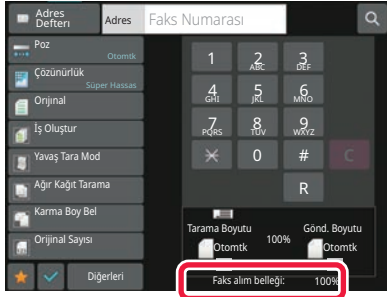 Adres
Defteri
Adres
Faks Numarası
Poz
Otomtk
Çözünürlük
Süper Hassas
Orijinal
İş Oluştur
Yavaş Tara Mod
Ağır Kağıt Tarama
Karma Boy Bel
Orijinal Sayısı
Diğerleri
1
2
ABC
3
DEF
4
GHI
5
JKL
6
MNO
7
PQRS
8
TUV
9
WXYZ
0
#
C
R
Tarama Boyutu
Otomtk
100%
Gönd. Boyutu
Otomtk
Faks alım belleği: 100%